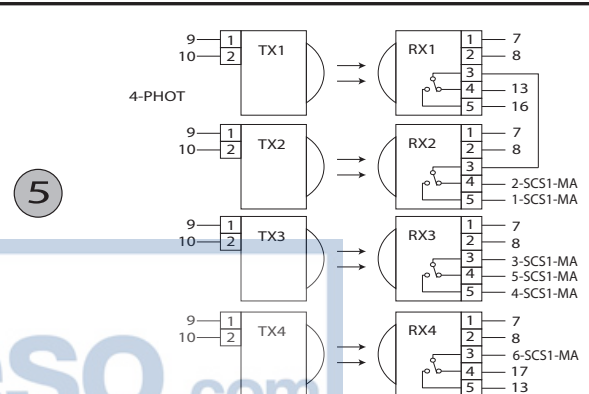 9 1 TX1 RX1 1 7
10 2 2 8
3
4-PHOT 4 13
5 16
9 1 TX2 RX2 1 7
10 2 2 8
3
5 4 2-SCS1-MA
5 1-SCS1-MA
9 1 TX3 RX3 1 7
10 2 2 8
3 3-SCS1-MA
4 5-SCS1-MA
5 4-SCS1-MA
9 1 TX4 RX4 1 7
10 2 2 8
3 6-SCS1-MA
4 17
5 13
eso.com